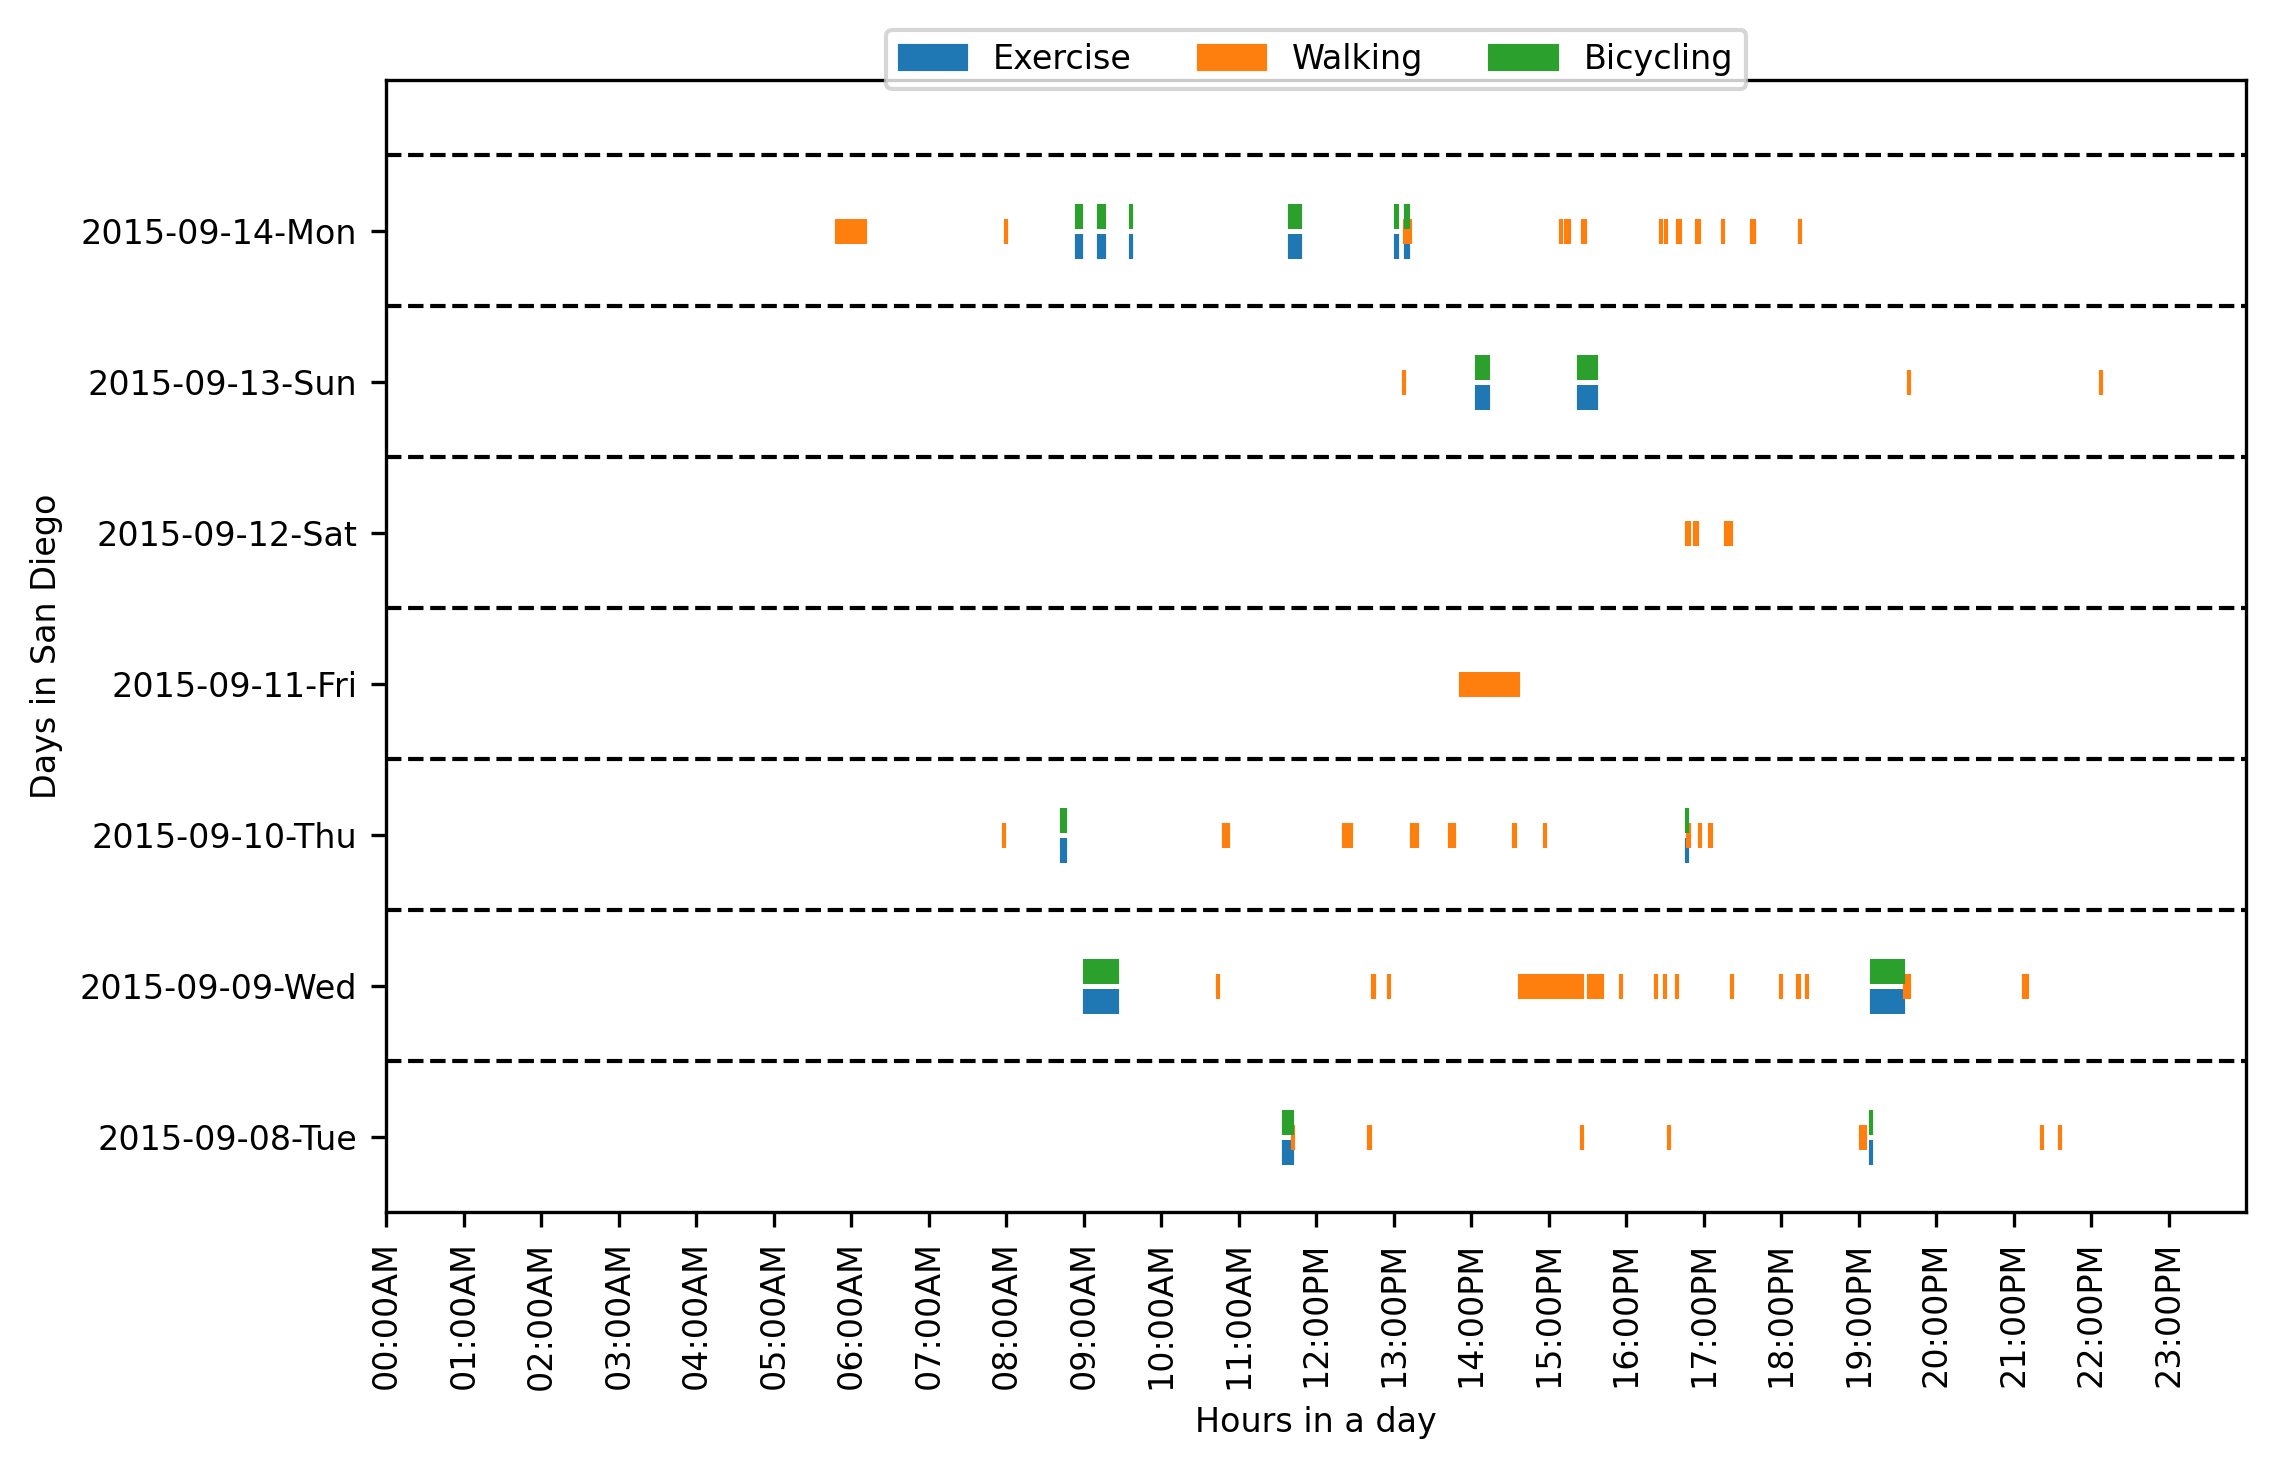 Exercise Walking Bicycling
2015-09-14-Mon
2015-09-13-Sun
2015-09-12-Sat
2015-09-11-Fri
2015-09-10-Thu
2015-09-09-Wed
2015-09-08-Tue
Days in San Diego
00:00AM
01:00AM
02:00AM
03:00AM
04:00AM
05:00AM
06:00AM
07:00AM
08:00AM
09:00AM
10:00AM
11:00AM
12:00PM
13:00PM
14:00PM
15:00PM
16:00PM
17:00PM
18:00PM
19:00PM
20:00PM
21:00PM
22:00PM
23:00PM
Hours in a day